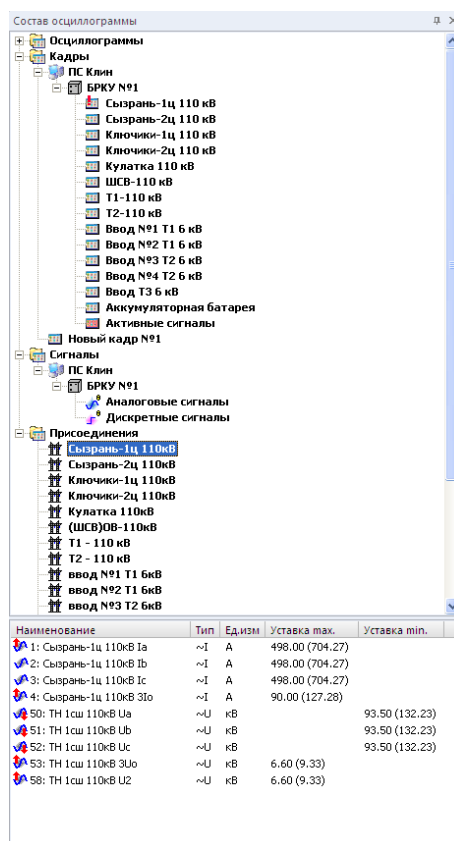 Состав осциллограммы
Осциллограммы
Кадры
ПС Клин
БРКУ №1
Сызрань-1ц 110 кВ
Сызрань-2ц 110 кВ
Ключики-1ц 110 кВ
Ключики-2ц 110 кВ
Кулатка 110 кВ
ШСВ-110 кВ
Т1-110 кВ
Т2-110 кВ
Ввод №1 Т1 6 кВ
Ввод №2 Т1 6 кВ
Ввод №3 Т2 6 кВ
Ввод №4 Т2 6 кВ
Ввод Т3 6 кВ
Аккумуляторная батарея
Активные сигналы
Новый кадр №1
Сигналы
ПС Клин
БРКУ №1
Аналоговые сигналы
Дискретные сигналы
Присоединения
Сызрань-1ц 110кВ
Сызрань-2ц 110кВ
Ключики-1ц 110кВ
Ключики-2ц 110кВ
Кулатка 110кВ
(ШСВ)ОВ-110кВ
Т1 - 110 кВ
Т2 - 110 кВ
ввод №1 Т1 6кВ
ввод №2 Т1 6кВ
ввод №3 Т2 6кВ
Наименование Тип Ед.изм Уставка max. Уставка min.
1: Сызрань-1ц 110кВ Ia ~I А 498.00 (704.27)
2: Сызрань-1ц 110кВ Ib ~I А 498.00 (704.27)
3: Сызрань-1ц 110кВ Ic ~I А 498.00 (704.27)
4: Сызрань-1ц 110кВ 3Io ~I А 90.00 (127.28)
50: ТН 1сш 110кВ Ua ~U кВ 93.50 (132.23)
51: ТН 1сш 110кВ Ub ~U кВ 93.50 (132.23)
52: ТН 1сш 110кВ Uc ~U кВ 93.50 (132.23)
53: ТН 1сш 110кВ 3Uo ~U кВ 6.60 (9.33)
58: ТН 1сш 110кВ U2 ~U кВ 6.60 (9.33)